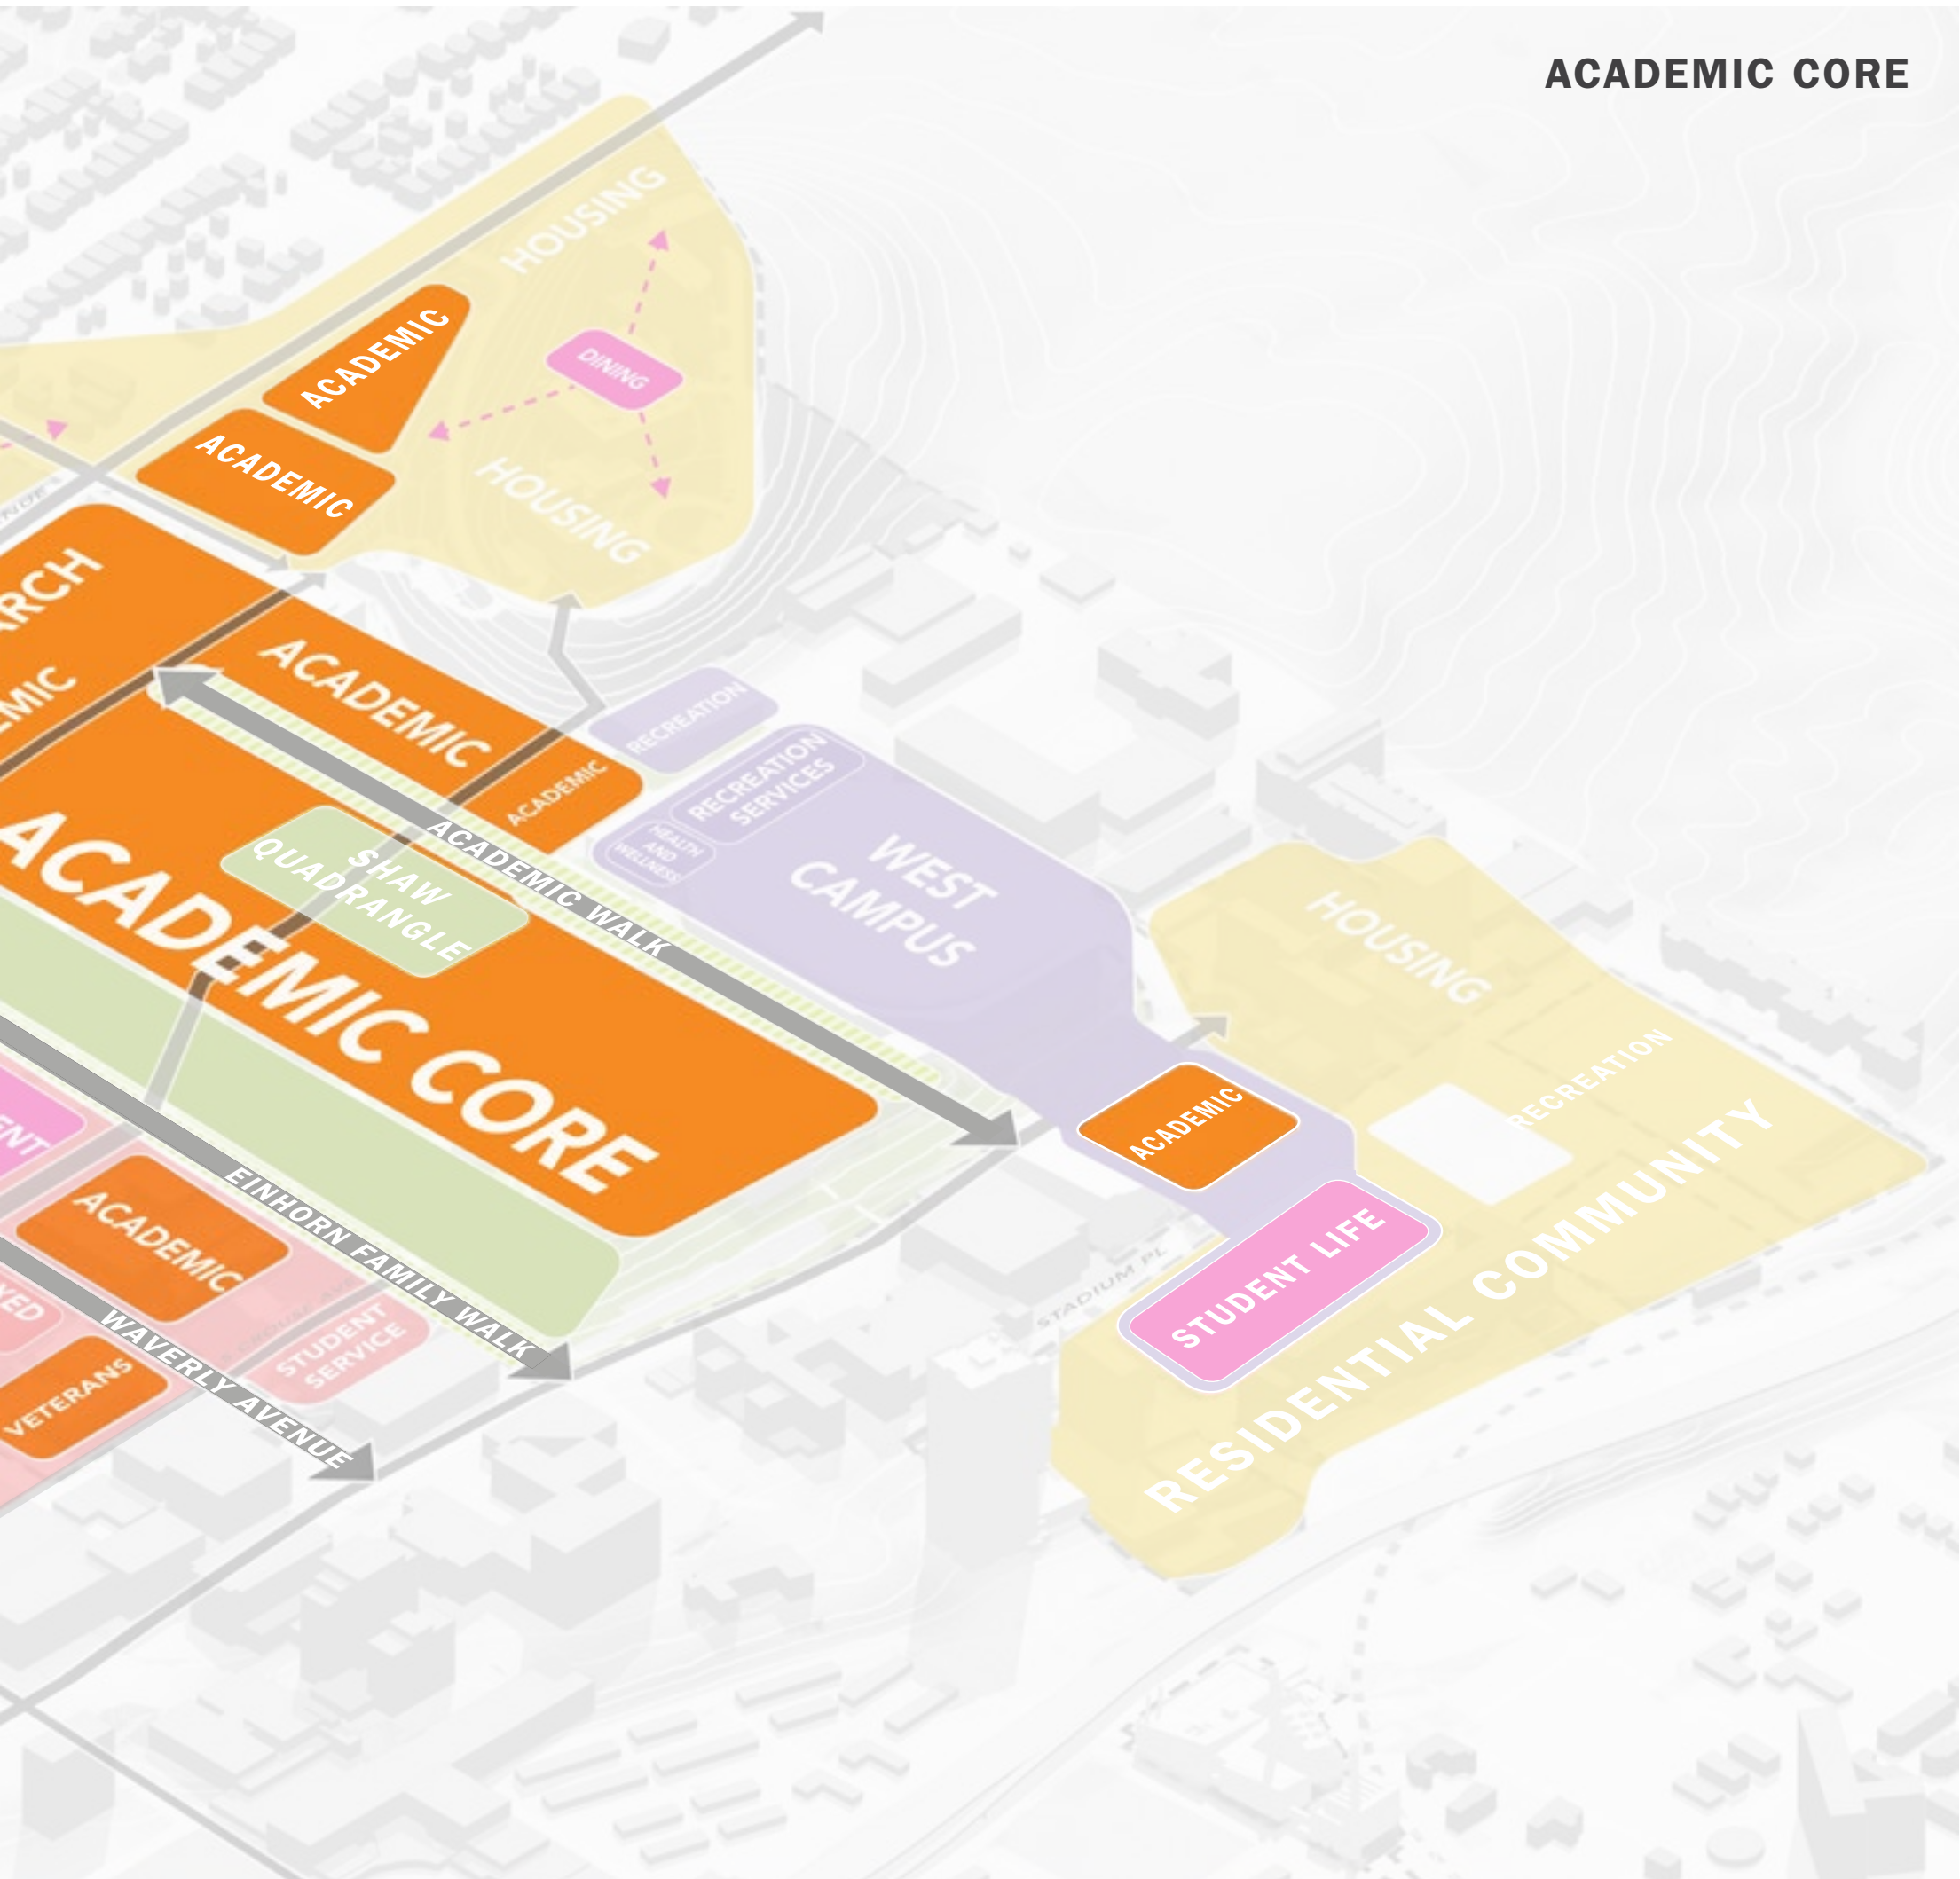 ACADEMIC CORE
HOUSING
ACADEMIC
DINING
ACADEMIC
HOUSING
ACADEMIC
RECREATION
RECREATION
SERVICES
ACADEMIC
HEALTH
AND
WELLNESS
SHAW
QUADRANGLE
ACADEMIC WALK
WEST
CAMPUS
ACADEMIC CORE
HOUSING
RECREATION
ACADEMIC
RESIDENTIAL COMMUNITY
STUDENT LIFE
STADIUM PL
ACADEMIC
EINHORN FAMILY WALK
STUDENT
SERVICE
WAVERLY AVENUE
VETERANS